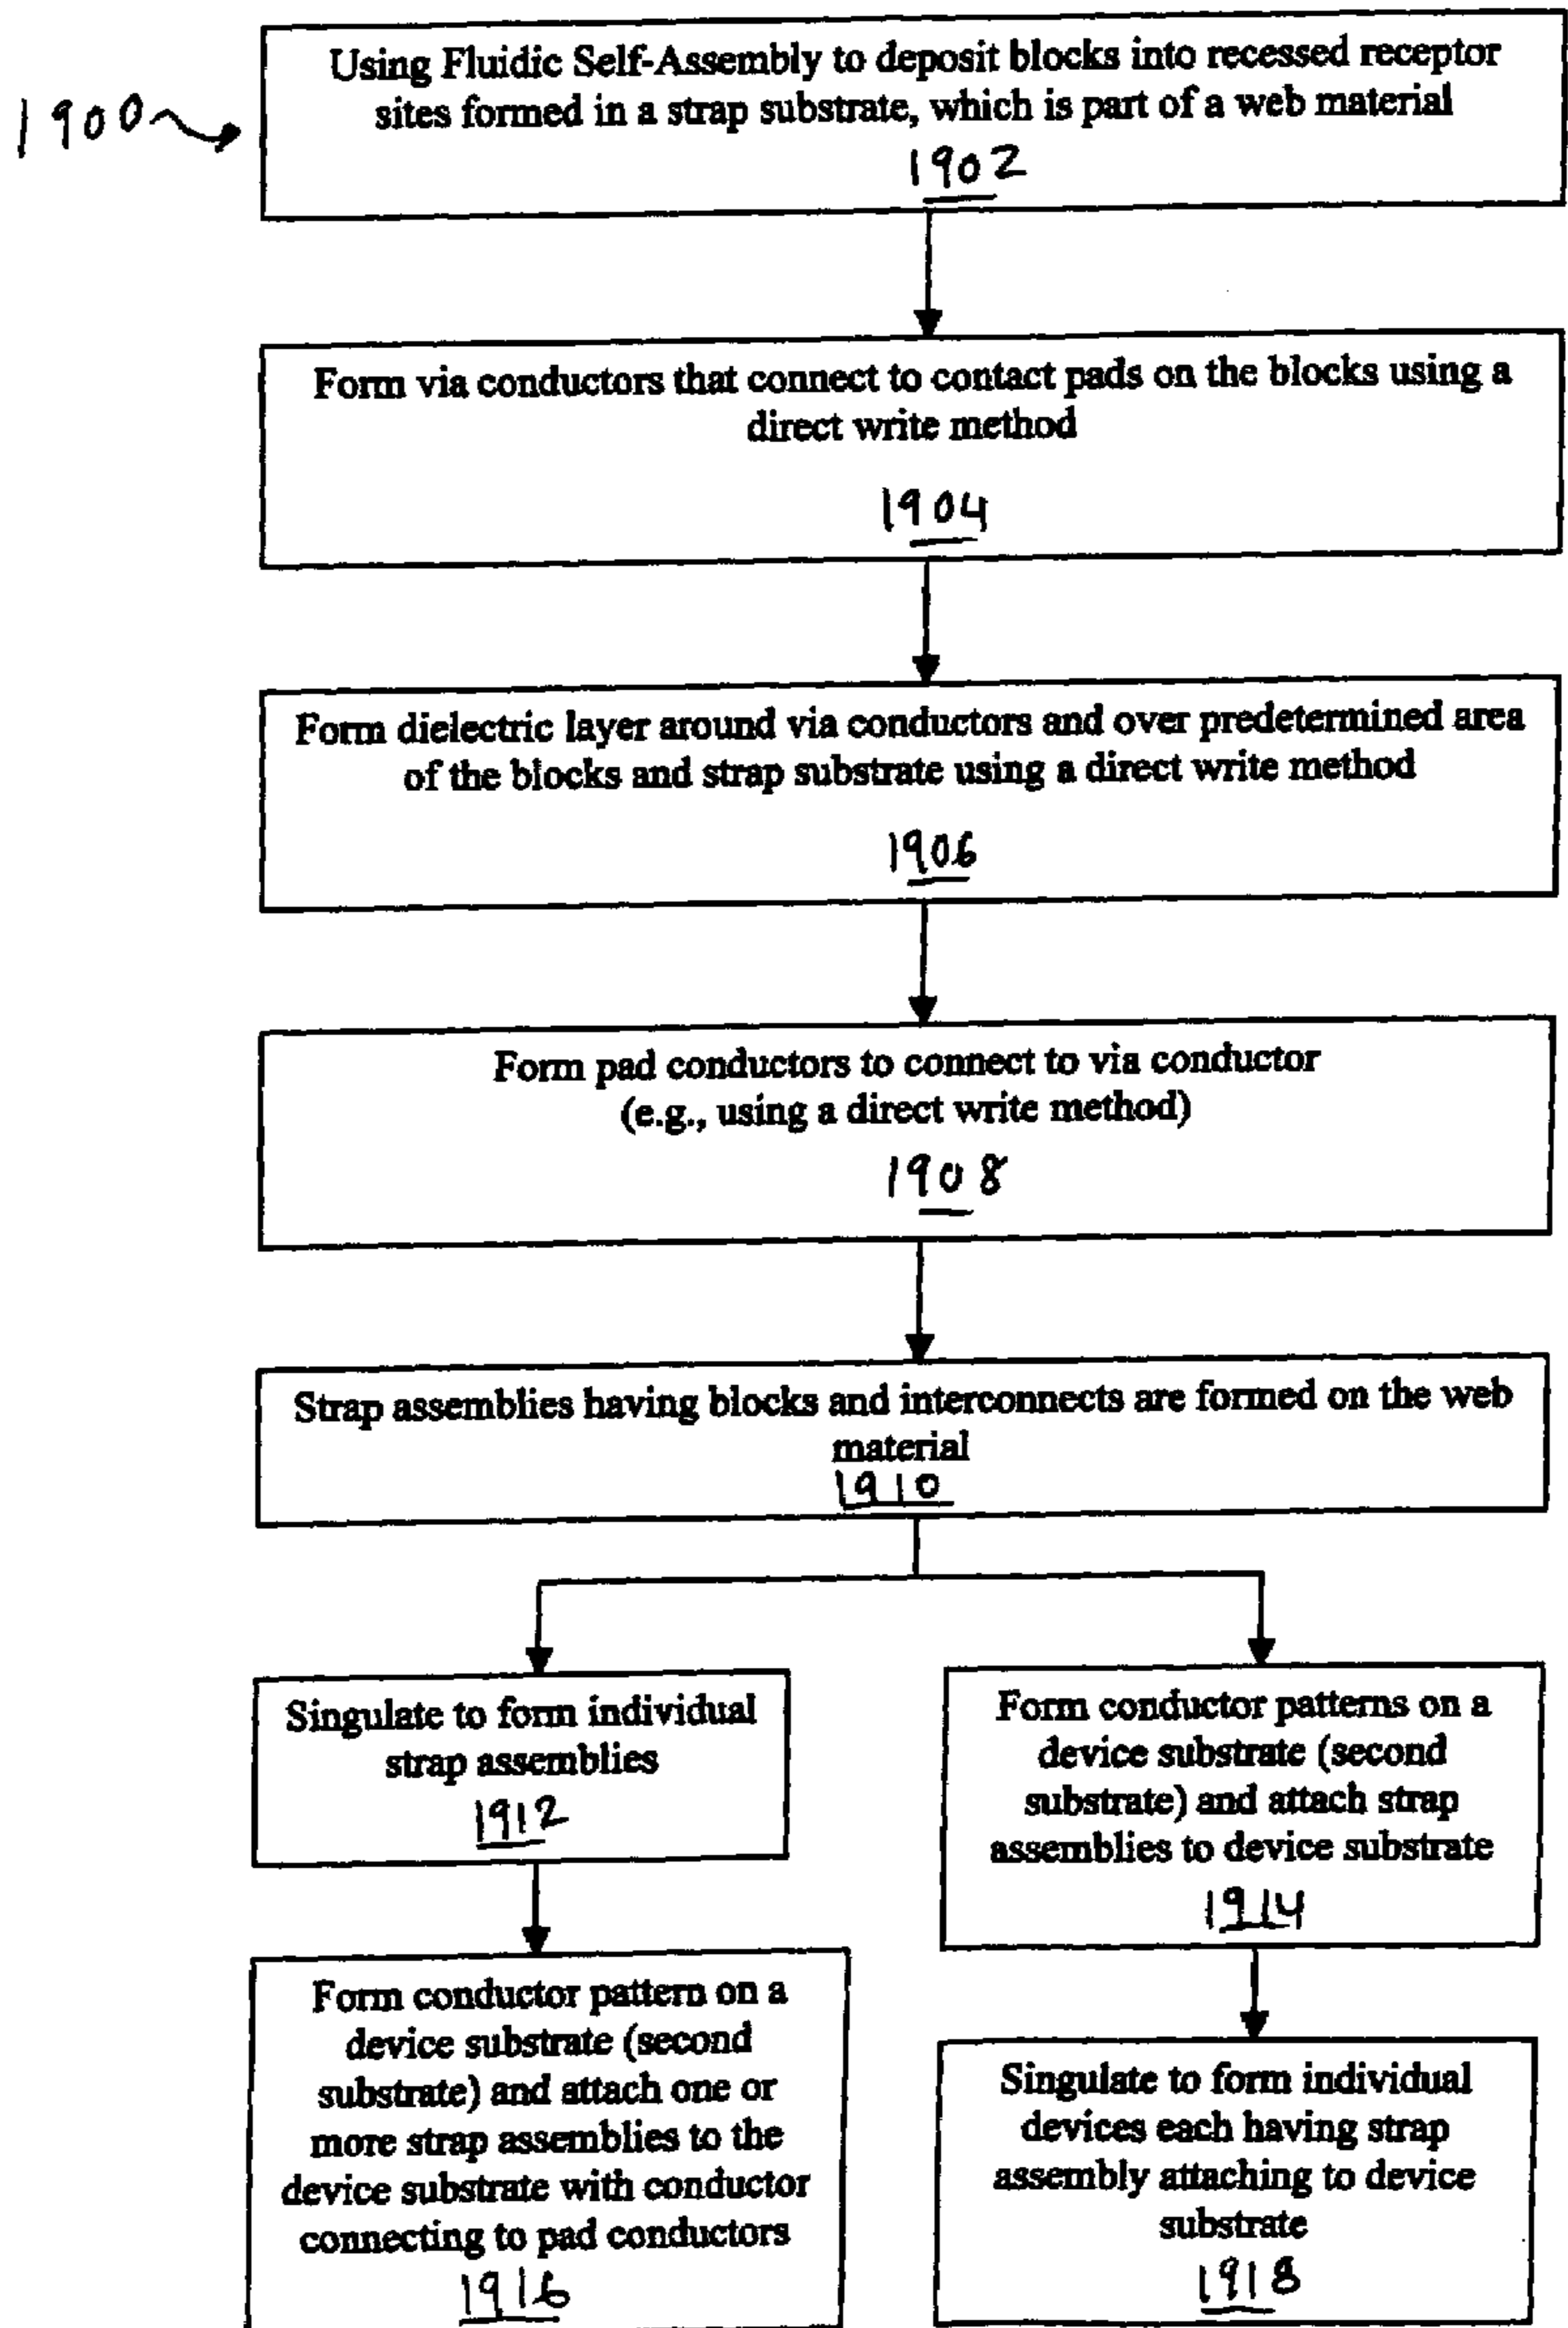 1900
Using Fluidic Self-Assembly to deposit blocks into recessed receptor
sites formed in a strap substrate, which is part of a web material
1902
Form via conductors that connect to contact pads on the blocks using a
direct write method
1904
Form dielectric layer around via conductors and over predetermined area
of the blocks and strap substrate using a direct write method
1906
Form pad conductors to connect to via conductor
(e.g., using a direct write method)
1908
Strap assemblies having blocks and interconnects are formed on the web
material
1910
Singulate to form individual
strap assemblies
1912
Form conductor pattern on a
device substrate (second
substrate) and attach one or
more strap assemblies to the
device substrate with conductor
connecting to pad conductors
1916
Form conductor patterns on a
device substrate (second
substrate) and attach strap
assemblies to device substrate
1914
Singulate to form individual
devices each having strap
assembly attaching to device
substrate
1918